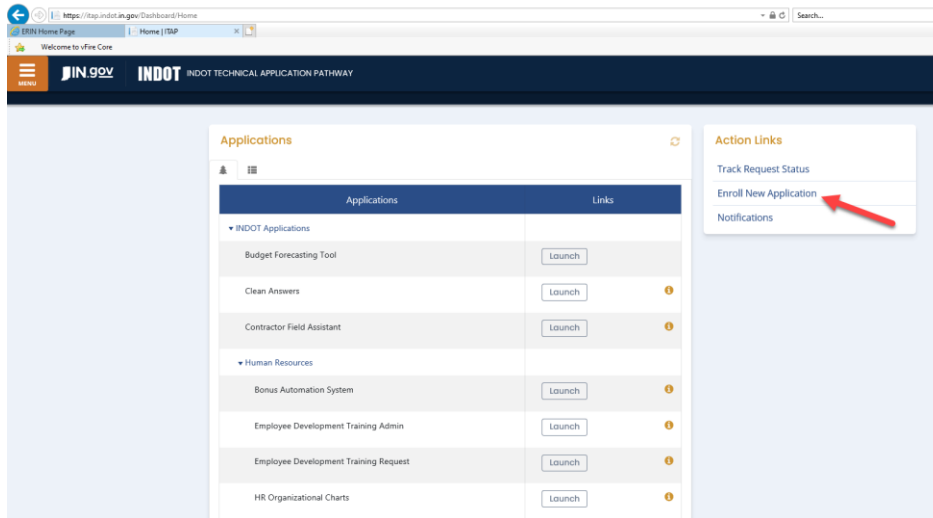 https://itap.indot.in.gov/Dashboard/Home
Search...
ERIN Home Page
Home | ITAP
Welcome to vFire Core
MENU
IN.gov
INDOT INDOT TECHNICAL APPLICATION PATHWAY
Applications
Applications Links
INDOT Applications
Budget Forecasting Tool Launch
Clean Answers Launch
Contractor Field Assistant Launch
Human Resources
Bonus Automation System Launch
Employee Development Training Admin Launch
Employee Development Training Request Launch
HR Organizational Charts Launch
Action Links
Track Request Status
Enroll New Application
Notifications